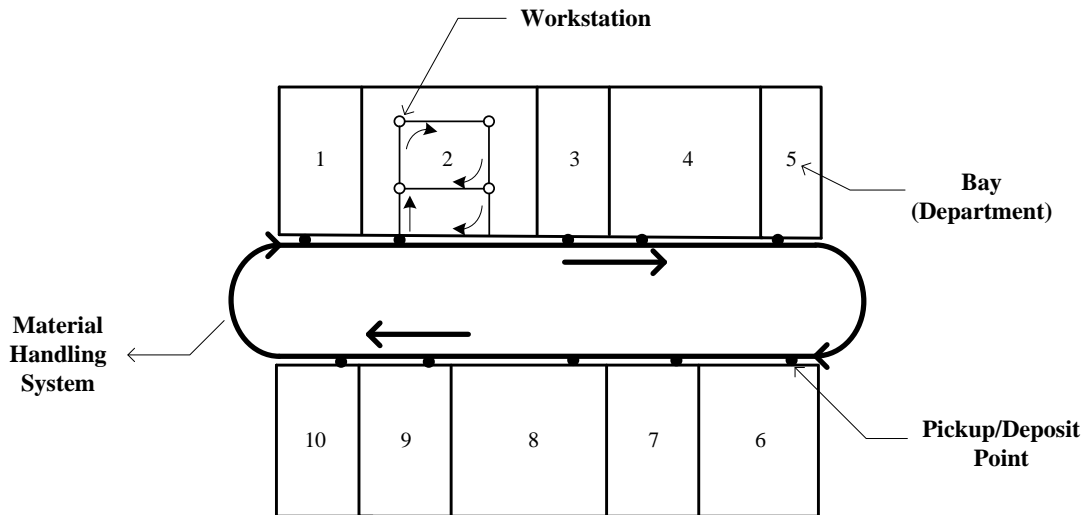 Workstation
1
2
3
4
5
Bay
(Department)
Material
Handling
System
10
9
8
7
6
Pickup/Deposit
Point